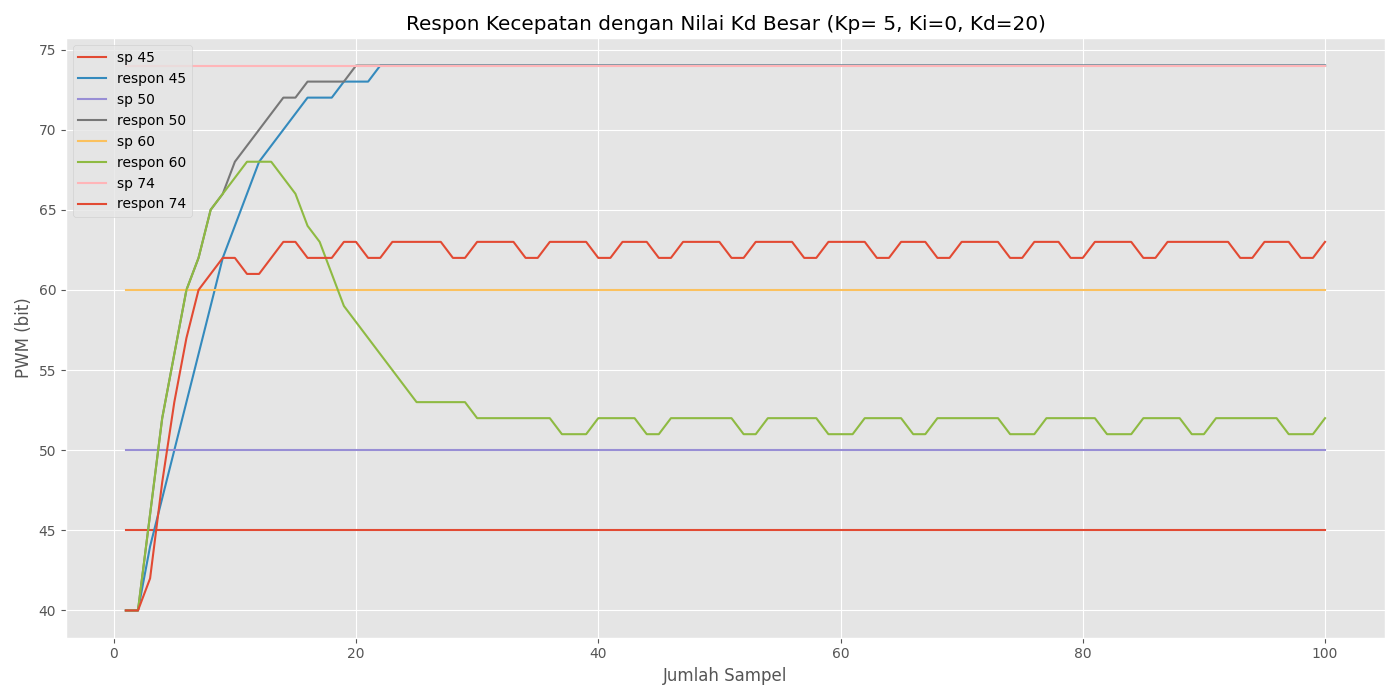 Respon Kecepatan dengan Nilai Kd Besar (Kp= 5, Ki=0, Kd=20)
sp 45
respon 45
sp 50
respon 50
sp 60
respon 60
sp 74
respon 74
75
70
65
60
55
50
45
40
PWM (bit)
0 20 40 60 80 100
Jumlah Sampel